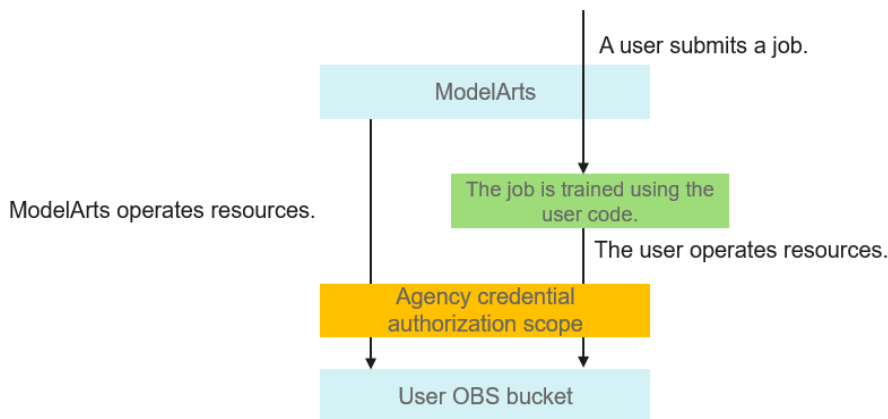 A user submits a job.
ModelArts
The job is trained using the
user code.
ModelArts operates resources.
The user operates resources.
Agency credential
authorization scope
User OBS bucket